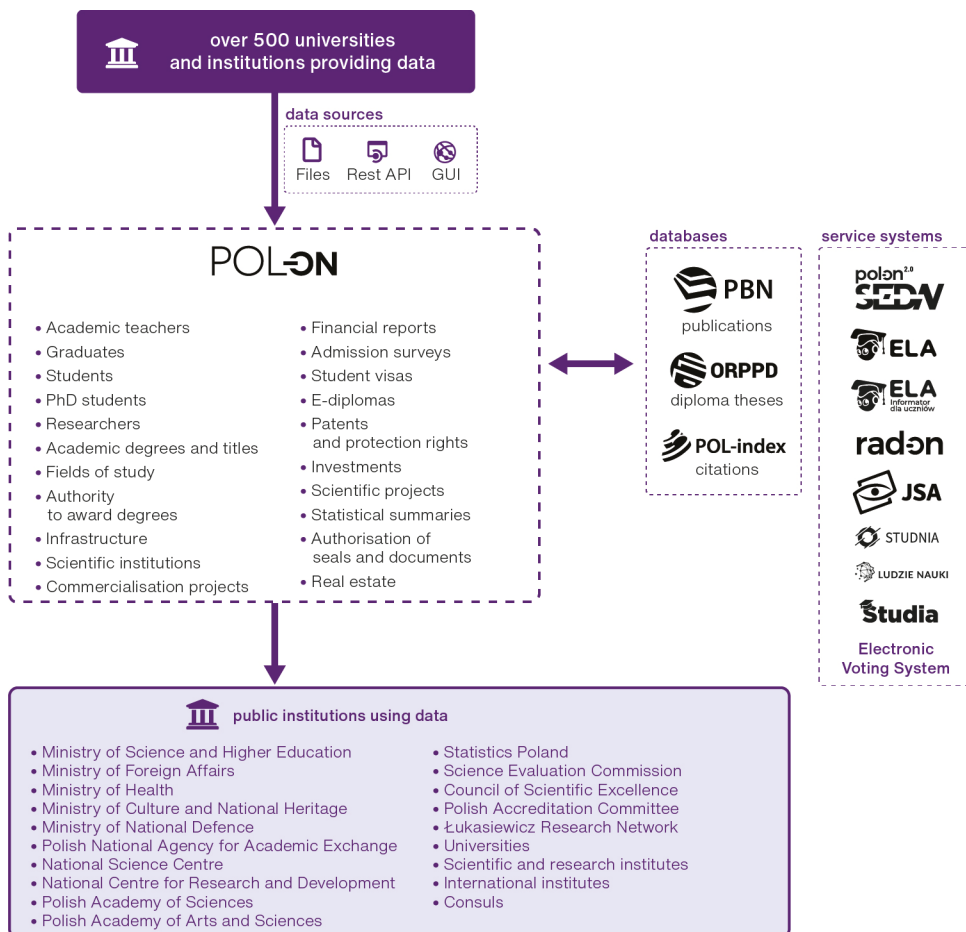 over 500 universities
and institutions providing data
data sources
Files
Rest API
GUI
POL-ON
Academic teachers
Graduates
Students
PhD students
Researchers
Academic degrees and titles
Fields of study
Authority
to award degrees
Infrastructure
Scientific institutions
Commercialisation projects
Financial reports
Admission surveys
Student visas
E-diplomas
Patents
and protection rights
Investments
Scientific projects
Statistical summaries
Authorisation of
seals and documents
Real estate
databases
PBN
publications
ORPPD
diploma theses
POL-index
citations
service systems
polon 2.0
SEDN
ELA
ELA
Informator
dla uczniów
radon
JSA
STUDNIA
LUDZIE NAUKI
Studia
Electronic
Voting System
public institutions using data
Ministry of Science and Higher Education
Ministry of Foreign Affairs
Ministry of Health
Ministry of Culture and National Heritage
Ministry of National Defence
Polish National Agency for Academic Exchange
National Science Centre
National Centre for Research and Development
Polish Academy of Sciences
Polish Academy of Arts and Sciences
Statistics Poland
Science Evaluation Commission
Council of Scientific Excellence
Polish Accreditation Committee
Łukasiewicz Research Network
Universities
Scientific and research institutes
International institutes
Consuls